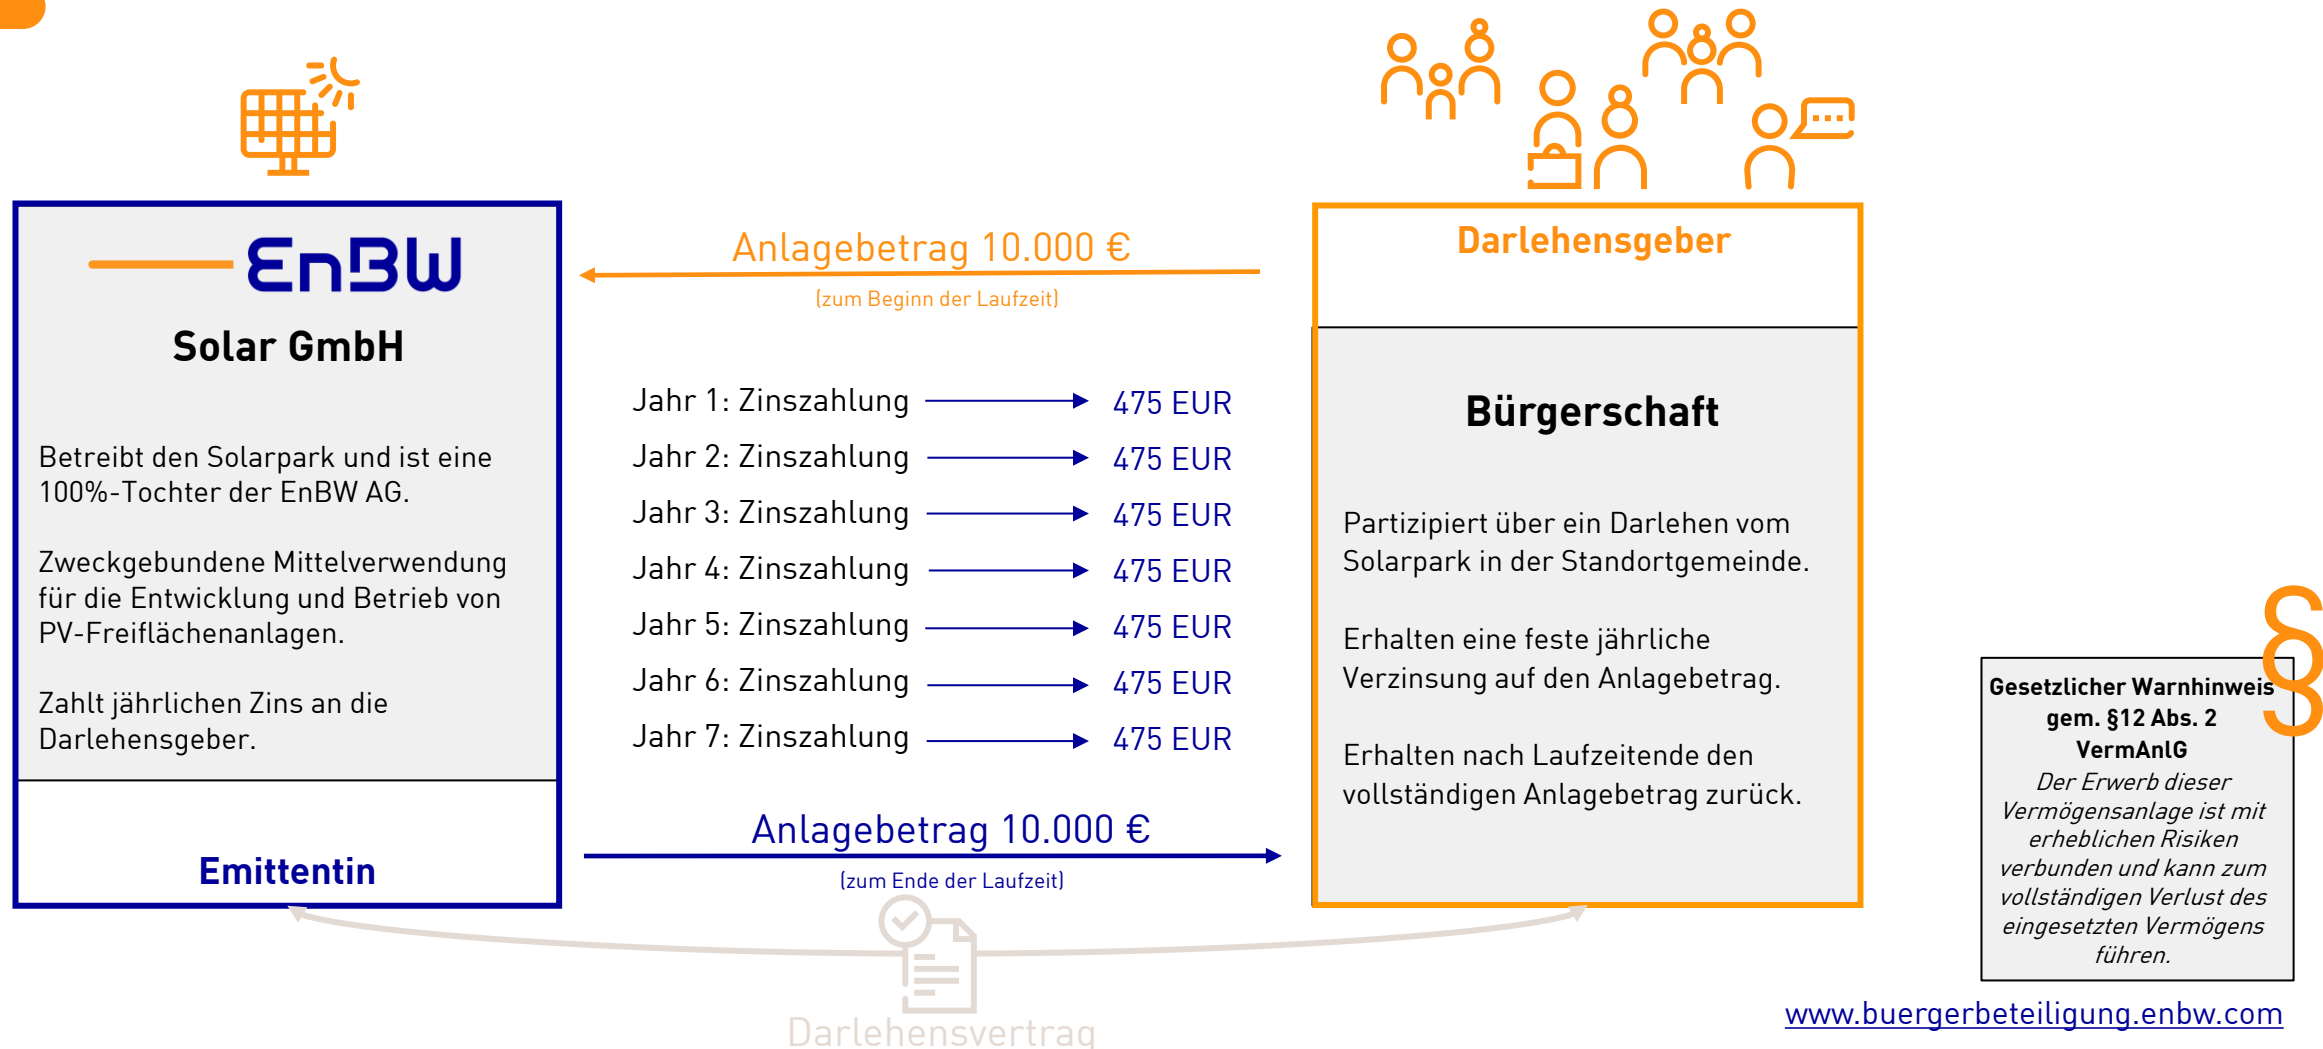 EnBW
Solar GmbH
Betreibt den Solarpark und ist eine
100%-Tochter der EnBW AG.
Zweckgebundene Mittelverwendung
für die Entwicklung und Betrieb von
PV-Freiflächenanlagen.
Zahlt jährlichen Zins an die
Darlehensgeber.
Emittentin
Anlagebetrag 10.000 €
(zum Beginn der Laufzeit)
Jahr 1: Zinszahlung 475 EUR
Jahr 2: Zinszahlung 475 EUR
Jahr 3: Zinszahlung 475 EUR
Jahr 4: Zinszahlung 475 EUR
Jahr 5: Zinszahlung 475 EUR
Jahr 6: Zinszahlung 475 EUR
Jahr 7: Zinszahlung 475 EUR
Anlagebetrag 10.000 €
(zum Ende der Laufzeit)
Darlehensvertrag
Darlehensgeber
Bürgerschaft
Partizipiert über ein Darlehen vom
Solarpark in der Standortgemeinde.
Erhalten eine feste jährliche
Verzinsung auf den Anlagebetrag.
Erhalten nach Laufzeitende den
vollständigen Anlagebetrag zurück.
§
Gesetzlicher Warnhinweis
gem. §12 Abs. 2
VermAnlG
Der Erwerb dieser
Vermögensanlage ist mit
erheblichen Risiken
verbunden und kann zum
vollständigen Verlust des
eingesetzten Vermögens
führen.
www.buergerbeteiligung.enbw.com